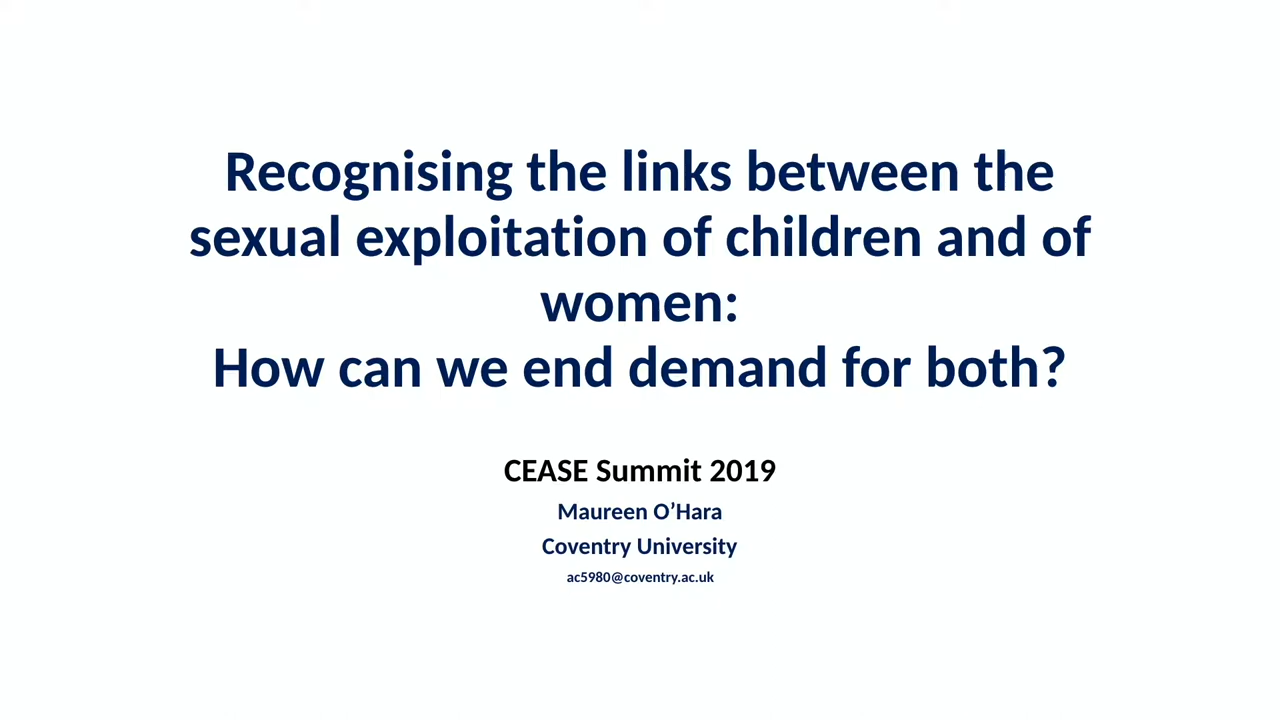 Recognising the links between the
sexual exploitation of children and of
women:
How can we end demand for both?
CEASE Summit 2019
Maureen O’Hara
Coventry University
ac5980@coventry.ac.uk